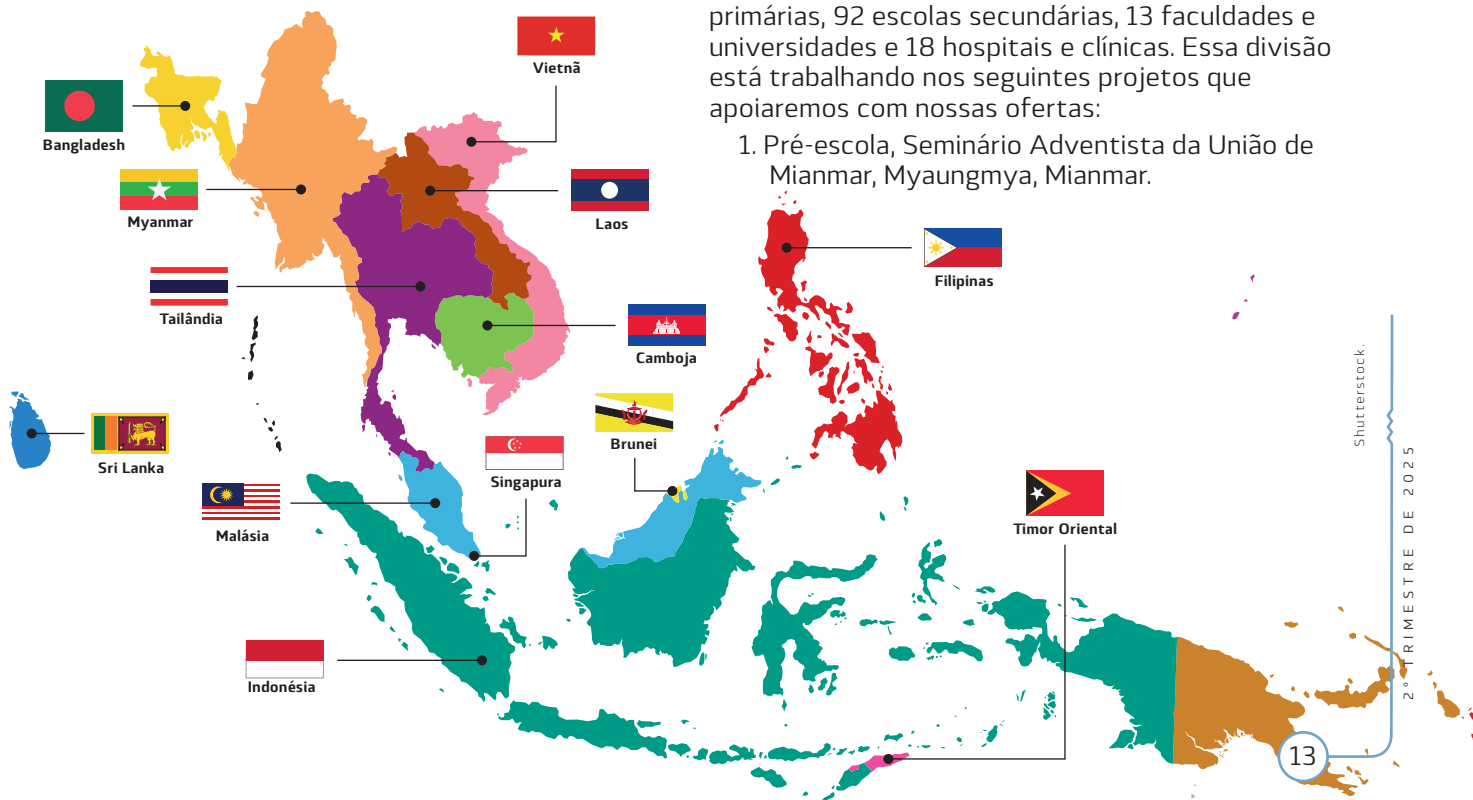 primárias, 92 escolas secundárias, 13 faculdades e
universidades e 18 hospitais e clínicas. Essa divisão
está trabalhando nos seguintes projetos que
apoiaremos com nossas ofertas:
1. Pré-escola, Seminário Adventista da União de
Mianmar, Myaungmya, Mianmar.
Vietnã
Bangladesh
Myanmar
Laos
Filipinas
Tailândia
Camboja
Sri Lanka
Brunei
Singapura
Malásia
Timor Oriental
Indonésia
Shutterstock.
2º TRIMESTRE DE 2025
13